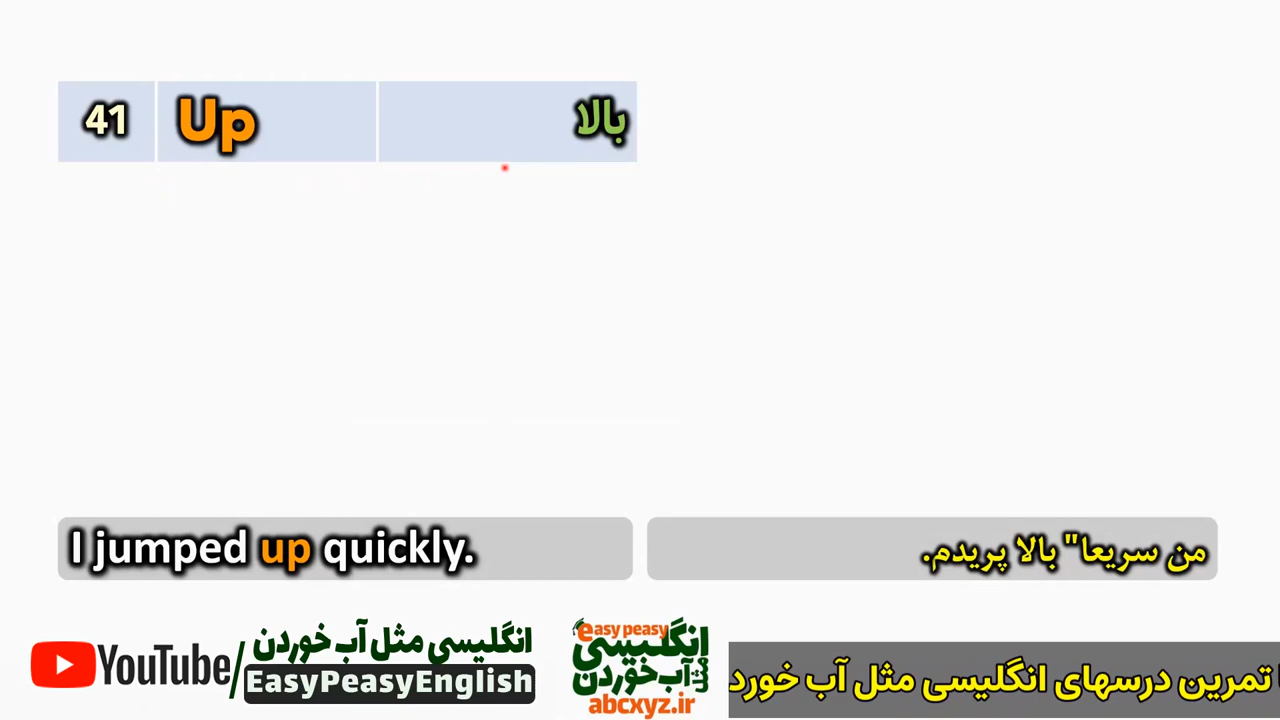 41 Up بالا
I jumped up quickly.
من سریعا" بالا پریدم.
YouTube/
انگلیسی مثل آب خوردن
EasyPeasyEnglish
easy peasy
انگلیسی
مثل
آب خوردن
abcxyz.ir
تمرین درسهای انگلیسی مثل آب خورد